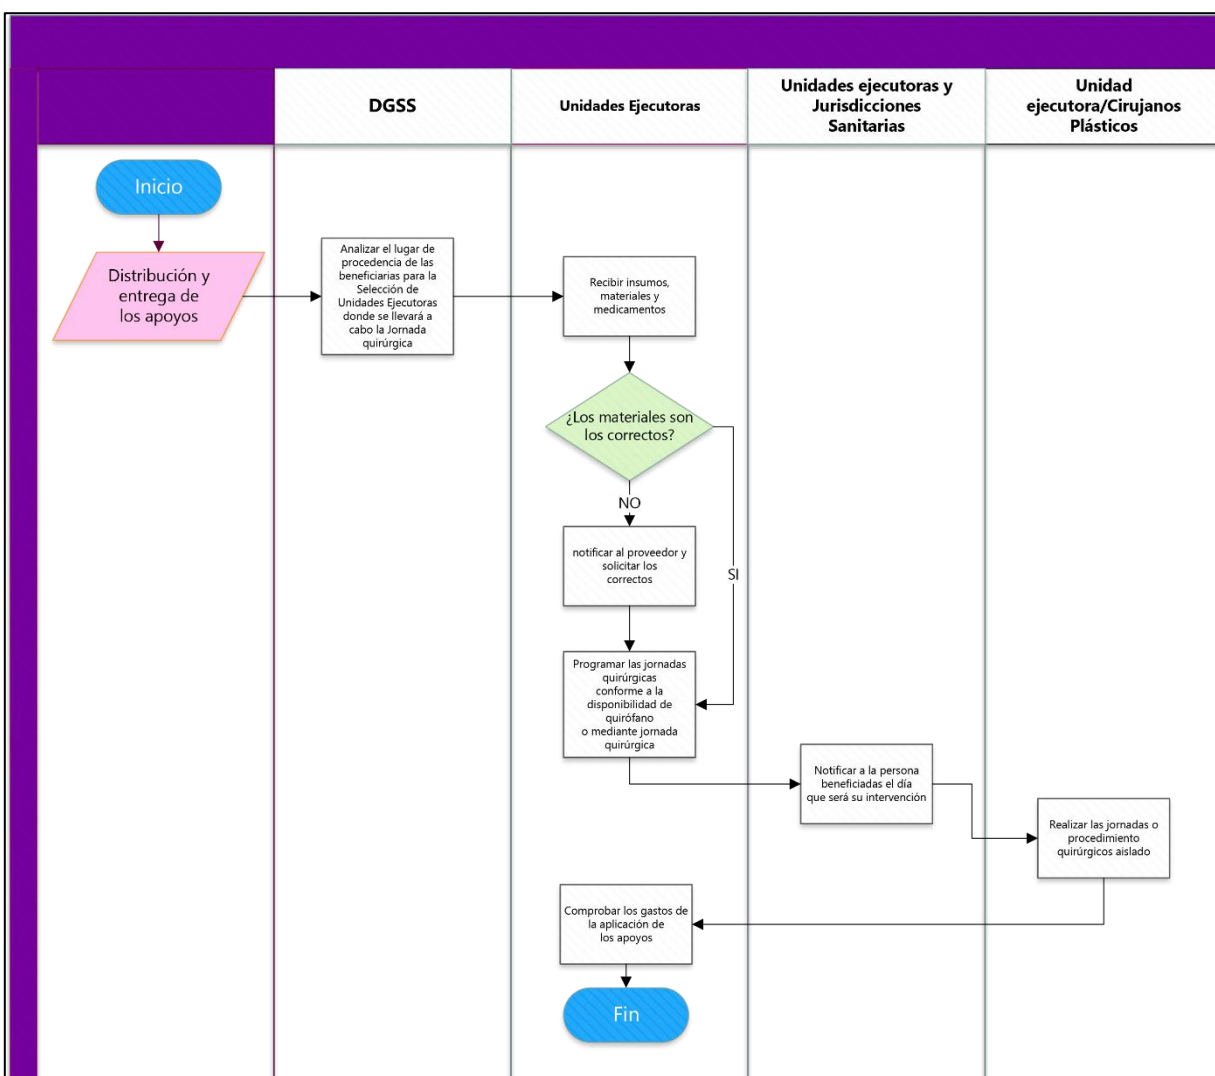 DGSS
Unidades Ejecutoras
Unidades ejecutoras y
Jurisdicciones
Sanitarias
Unidad
ejecutora/Cirujanos
Plásticos
Inicio
Distribución y
entrega de
los apoyos
Analizar el lugar de
procedencia de las
beneficiarias para la
Selección de
Unidades Ejecutoras
donde se llevará a
cabo la Jornada
quirúrgica
Recibir insumos,
materiales y
medicamentos
¿Los materiales son
los correctos?
NO
SI
notificar al proveedor y
solicitar los
correctos
Programar las jornadas
quirúrgicas
conforme a la
disponibilidad de
quirófano
o mediante jornada
quirúrgica
Notificar a la persona
beneficiadas el día
que será su intervención
Realizar las jornadas o
procedimiento
quirúrgicos aislado
Comprobar los gastos de
la aplicación de
los apoyos
Fin